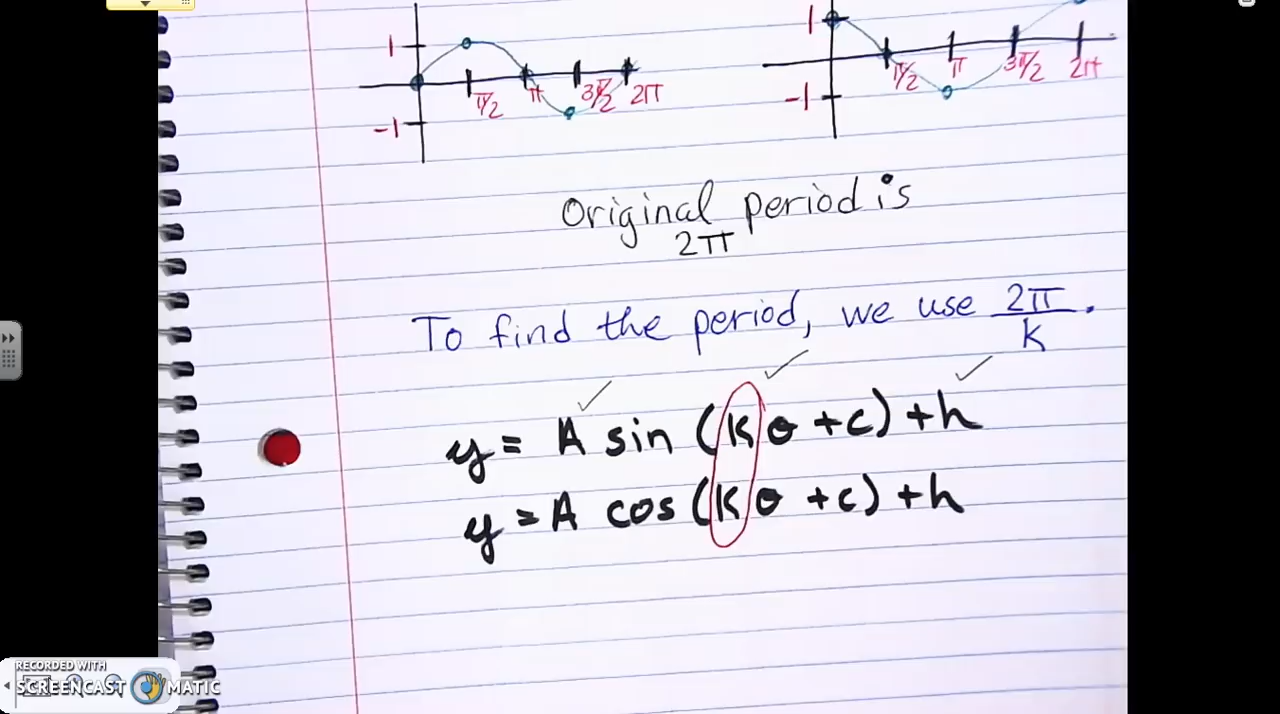 1
-1
π/2 π 3π/2 2π
1
-1
π/2 π 3π/2 2π
Original period is
2π
To find the period, we use 2π/k.
y = A sin (kθ + c) + h
y = A cos (kθ + c) + h
RECORDED WITH
SCREENCAST MATIC